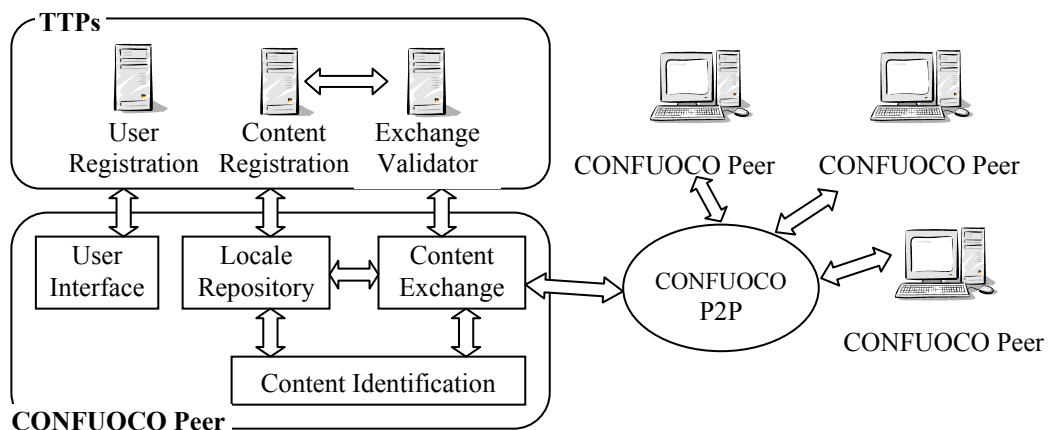 TTPs
User
Registration
Content
Registration
Exchange
Validator
CONFUOCO Peer
CONFUOCO Peer
User
Interface
Locale
Repository
Content
Exchange
CONFUOCO
P2P
CONFUOCO Peer
Content Identification
CONFUOCO Peer